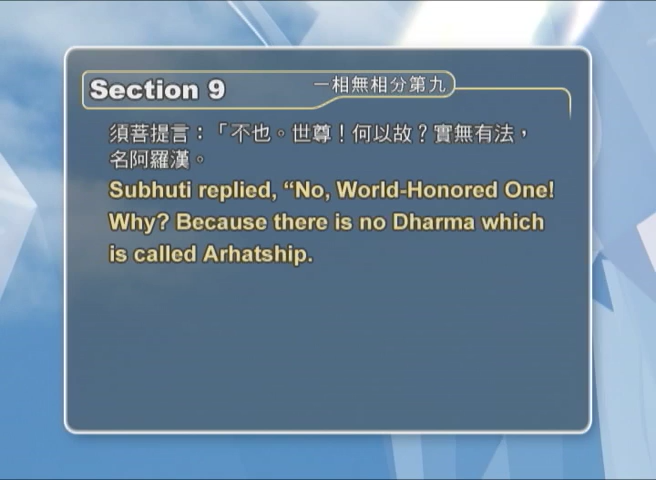 Section 9
一相無相分第九
須菩提言：「不也。世尊！何以故？實無有法，
名阿羅漢。
Subhuti replied, “No, World-Honored One!
Why? Because there is no Dharma which
is called Arhatship.